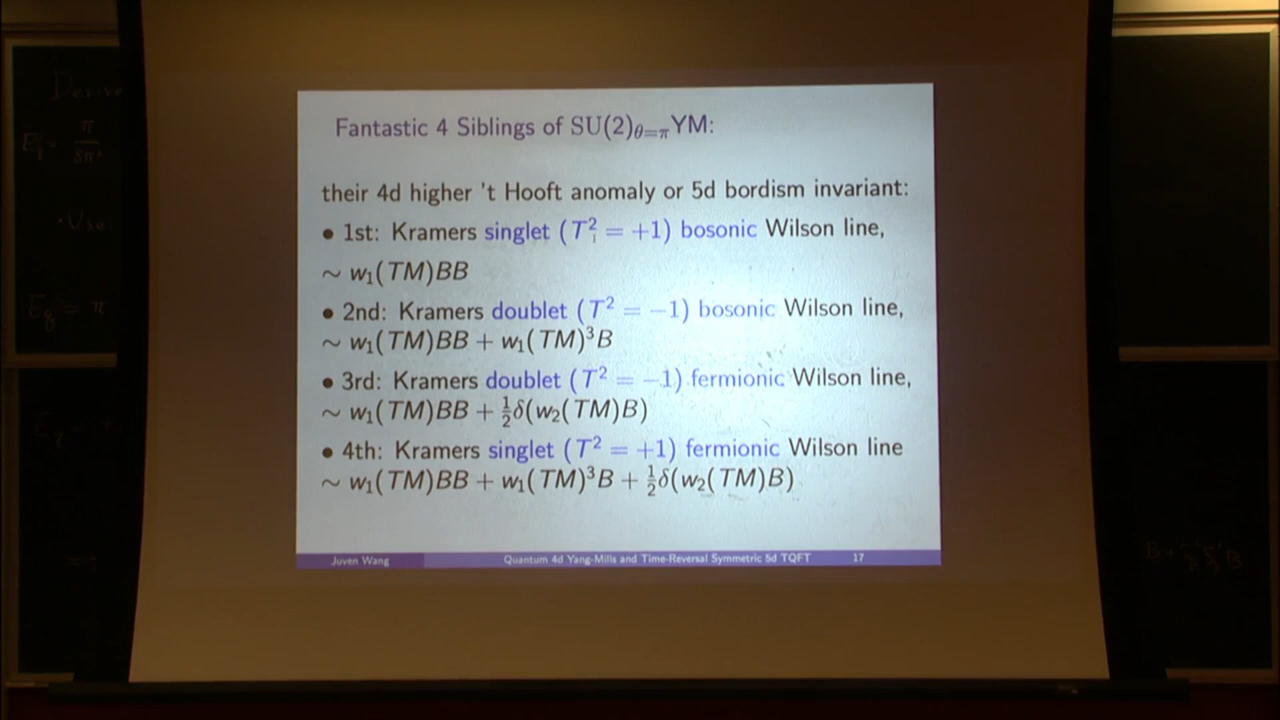 Fantastic 4 Siblings of SU(2)_{θ=π}YM:
their 4d higher 't Hooft anomaly or 5d bordism invariant:
• 1st: Kramers singlet (T² = +1) bosonic Wilson line,
∼ w₁(TM)BB
• 2nd: Kramers doublet (T² = −1) bosonic Wilson line,
∼ w₁(TM)BB + w₁(TM)³B
• 3rd: Kramers doublet (T² = −1) fermionic Wilson line,
∼ w₁(TM)BB + ½δ(w₂(TM)B)
• 4th: Kramers singlet (T² = +1) fermionic Wilson line
∼ w₁(TM)BB + w₁(TM)³B + ½δ(w₂(TM)B)
Juven Wang Quantum 4d Yang-Mills and Time-Reversal Symmetric 5d TQFT 17